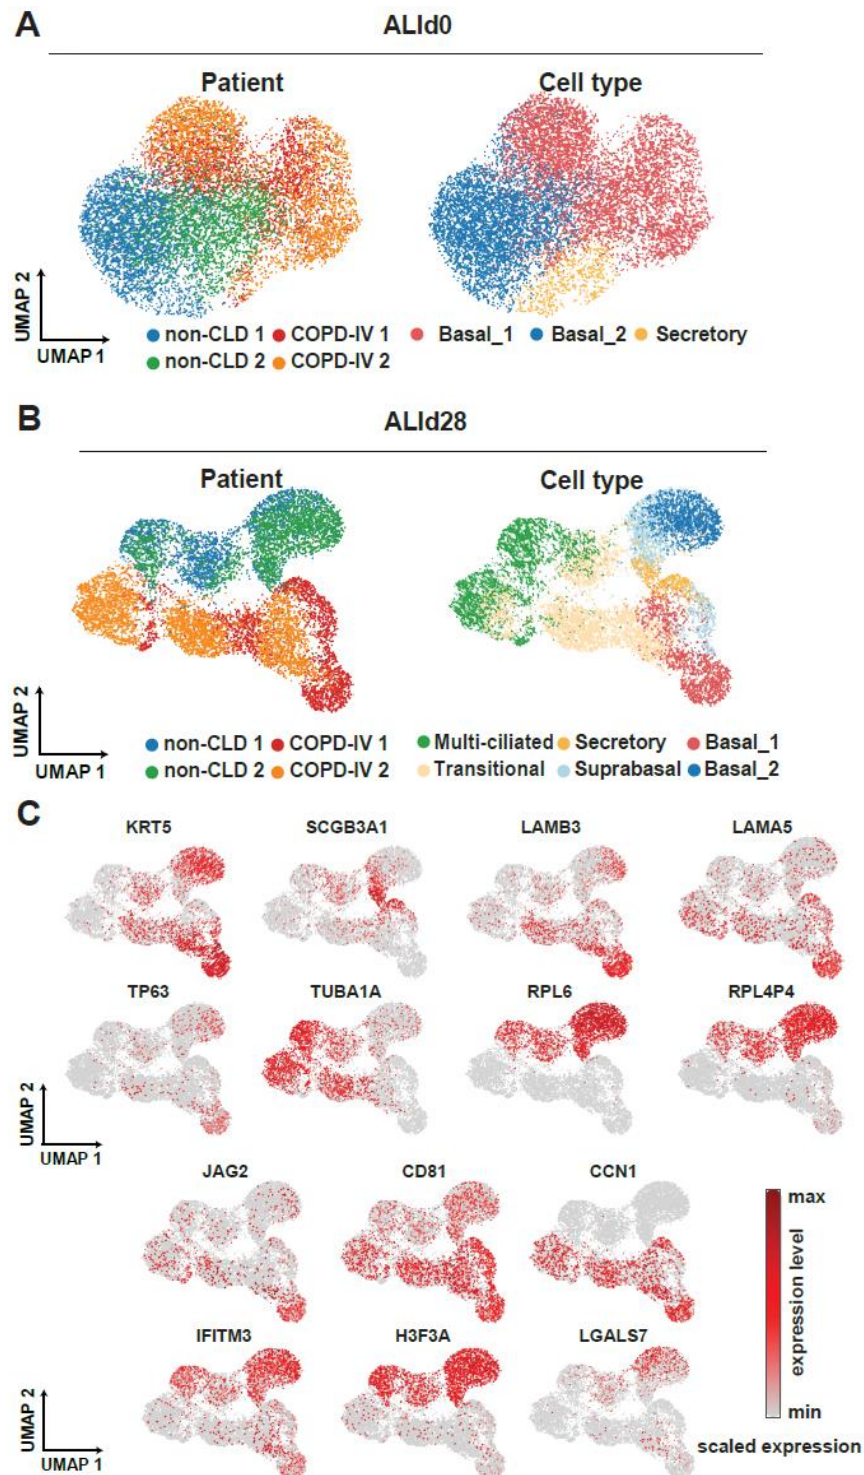 A
ALId0
Patient
Cell type
UMAP 2
UMAP 1
non-CLD 1 COPD-IV 1 Basal_1 Basal_2 Secretory
non-CLD 2 COPD-IV 2
B
ALId28
Patient
Cell type
UMAP 2
UMAP 1
non-CLD 1 COPD-IV 1 Multi-ciliated Secretory Basal_1
non-CLD 2 COPD-IV 2 Transitional Suprabasal Basal_2
C
KRT5 SCGB3A1 LAMB3 LAMA5
TP63 TUBA1A RPL6 RPL4P4
UMAP 2
UMAP 1
JAG2 CD81 CCN1
max
expression level
IFITM3 H3F3A LGALS7
min
scaled expression
UMAP 2
UMAP 1